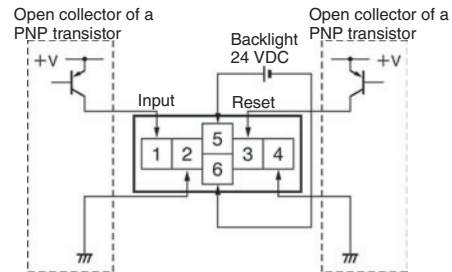 Open collector of a
PNP transistor
Open collector of a
PNP transistor
Backlight
24 VDC
+V
+V
Input
Reset
1 2 5 6 3 4